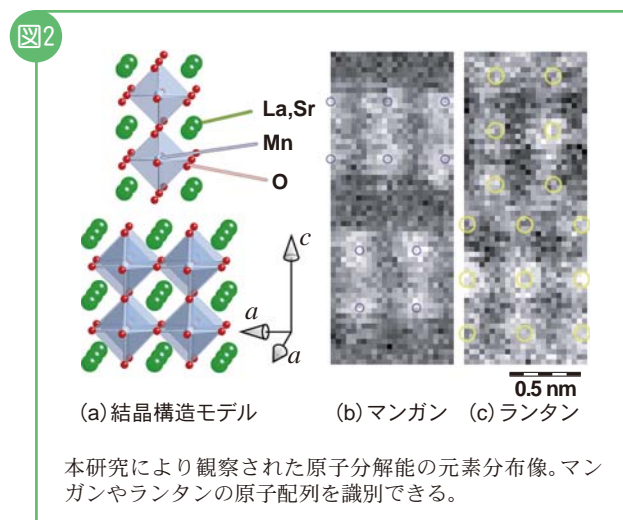 図2
La,Sr
Mn
O
c
a
a
0.5 nm
(a)結晶構造モデル
(b)マンガン
(c)ランタン
本研究により観察された原子分解能の元素分布像。マン
ガンやランタンの原子配列を識別できる。